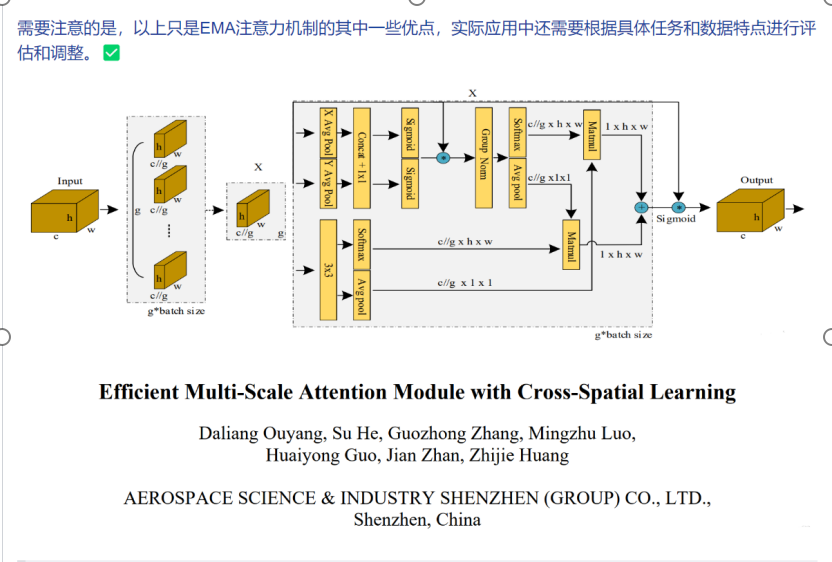 需要注意的是，以上只是EMA注意力机制的其中一些优点，实际应用中还需要根据具体任务和数据特点进行评
估和调整。✅
X
Input
h
w
c
h
w
c//g
h
w
c//g
g
h
w
c//g
g*batch size
X
h
w
c//g
g
X Avg Pool
Y Avg Pool
Concat + 1x1
Sigmoid
Sigmoid
*
Group Norm
Softmax
Avg pool
c//g x h x w
c//g x1x1
Matmul
1 x h x w
3x3
Softmax
Avg pool
c//g x h x w
c//g x 1 x 1
Matmul
1 x h x w
+
*
Sigmoid
g*batch size
Output
h
w
c
Efficient Multi-Scale Attention Module with Cross-Spatial Learning
Daliang Ouyang, Su He, Guozhong Zhang, Mingzhu Luo,
Huaiyong Guo, Jian Zhan, Zhijie Huang
AEROSPACE SCIENCE & INDUSTRY SHENZHEN (GROUP) CO., LTD.,
Shenzhen, China